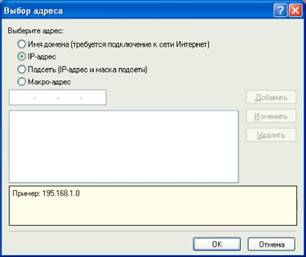 Выбор адреса
Выберите адрес:
Имя домена (требуется подключение к сети Интернет)
IP-адрес
Подсеть (IP-адрес и маска подсети)
Макро-адрес
. . .
Добавить
Изменить
Удалить
Пример: 195.168.1.0
OK Отмена